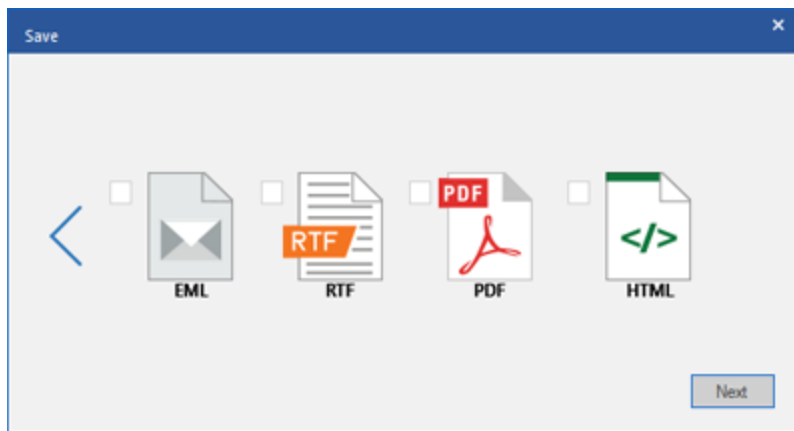 Save
PDF
RTF
</>
EML
RTF
PDF
HTML
Next